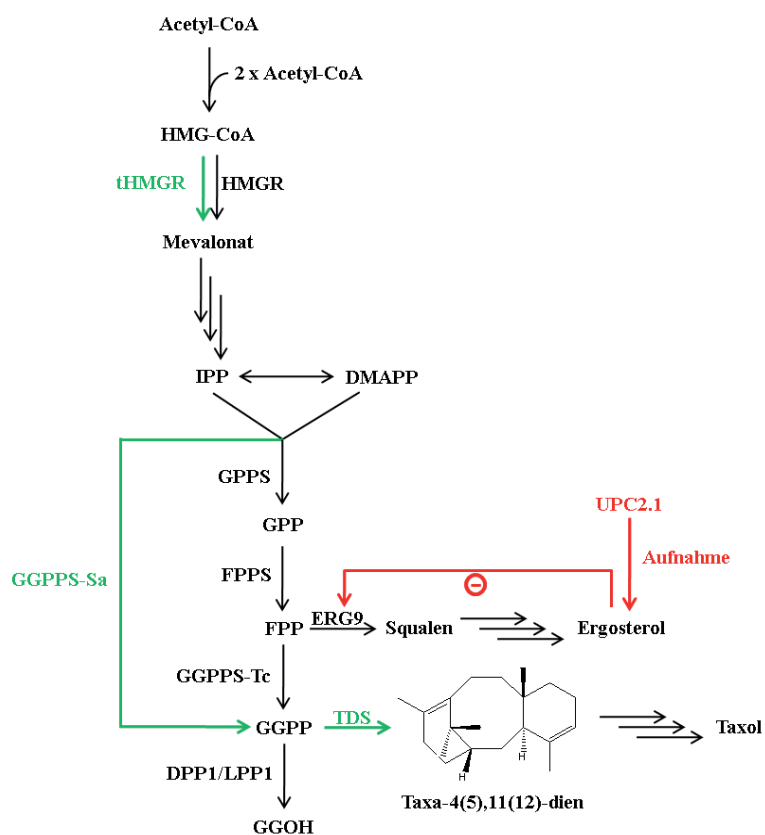 Acetyl-CoA
2 x Acetyl-CoA
HMG-CoA
tHMGR
HMGR
Mevalonat
IPP
DMAPP
GPPS
GPP
UPC2.1
Aufnahme
GGPPS-Sa
FPPS
FPP
ERG9
Squalen
Ergosterol
GGPPS-Tc
GGPP
TDS
H
H
Taxol
DPP1/LPP1
Taxa-4(5),11(12)-dien
GGOH